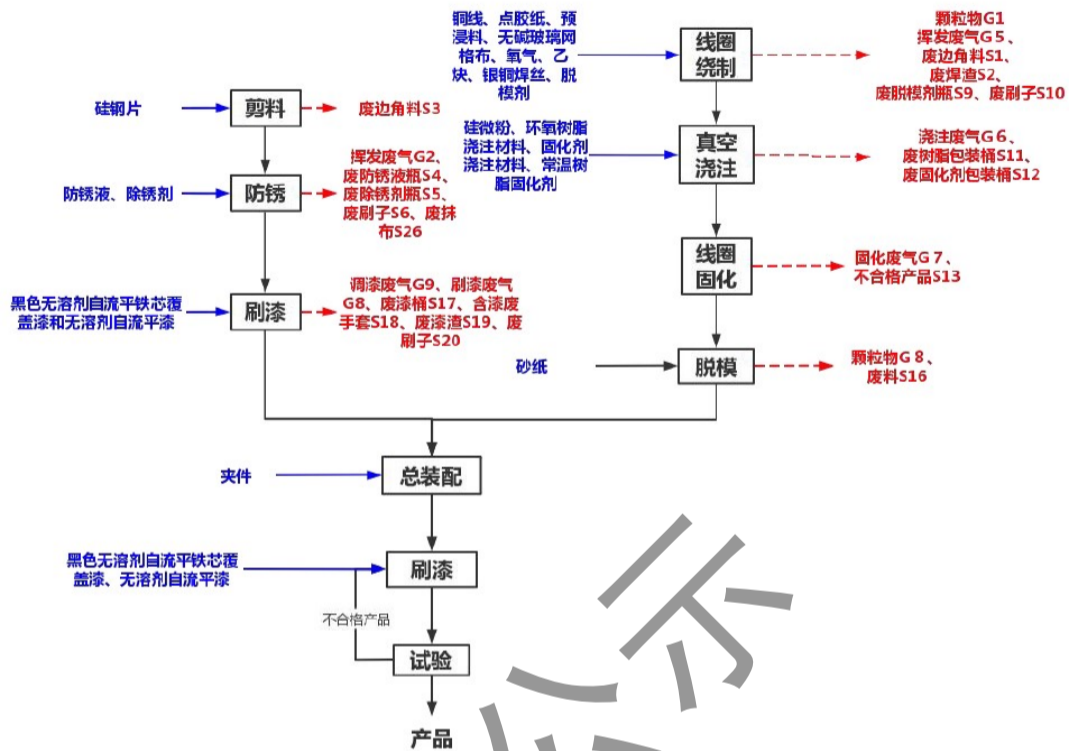 铜线、点胶纸、预
浸料、无碱玻璃网
格布、氧气、乙
炔、银铜焊丝、脱
模剂
线圈
绕制
颗粒物G1
挥发废气G5、
废边角料S1、
废焊渣S2、
废脱模剂瓶S9、废刷子S10
硅钢片
剪料
废边角料S3
硅微粉、环氧树脂
浇注材料、固化剂
浇注材料、常温树
脂固化剂
真空
浇注
浇注废气G6、
废树脂包装桶S11、
废固化剂包装桶S12
防锈液、除锈剂
防锈
挥发废气G2、
废防锈液瓶S4、
废除锈剂瓶S5、
废刷子S6、废抹
布S26
线圈
固化
固化废气G7、
不合格产品S13
黑色无溶剂自流平铁芯覆
盖漆和无溶剂自流平漆
刷漆
调漆废气G9、刷漆废气
G8、废漆桶S17、含漆废
手套S18、废漆渣S19、废
刷子S20
砂纸
脱模
颗粒物G8、
废料S16
夹件
总装配
黑色无溶剂自流平铁芯覆
盖漆、无溶剂自流平漆
刷漆
不合格产品
试验
产品
公示